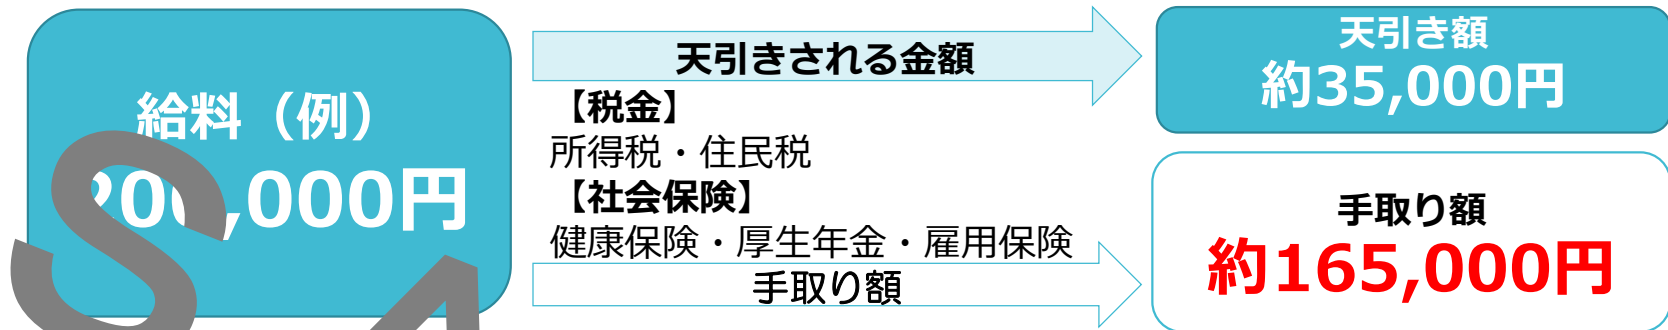 給料（例）
200,000円
天引きされる金額
【税金】
所得税・住民税
【社会保険】
健康保険・厚生年金・雇用保険
手取り額
天引き額
約35,000円
手取り額
約165,000円